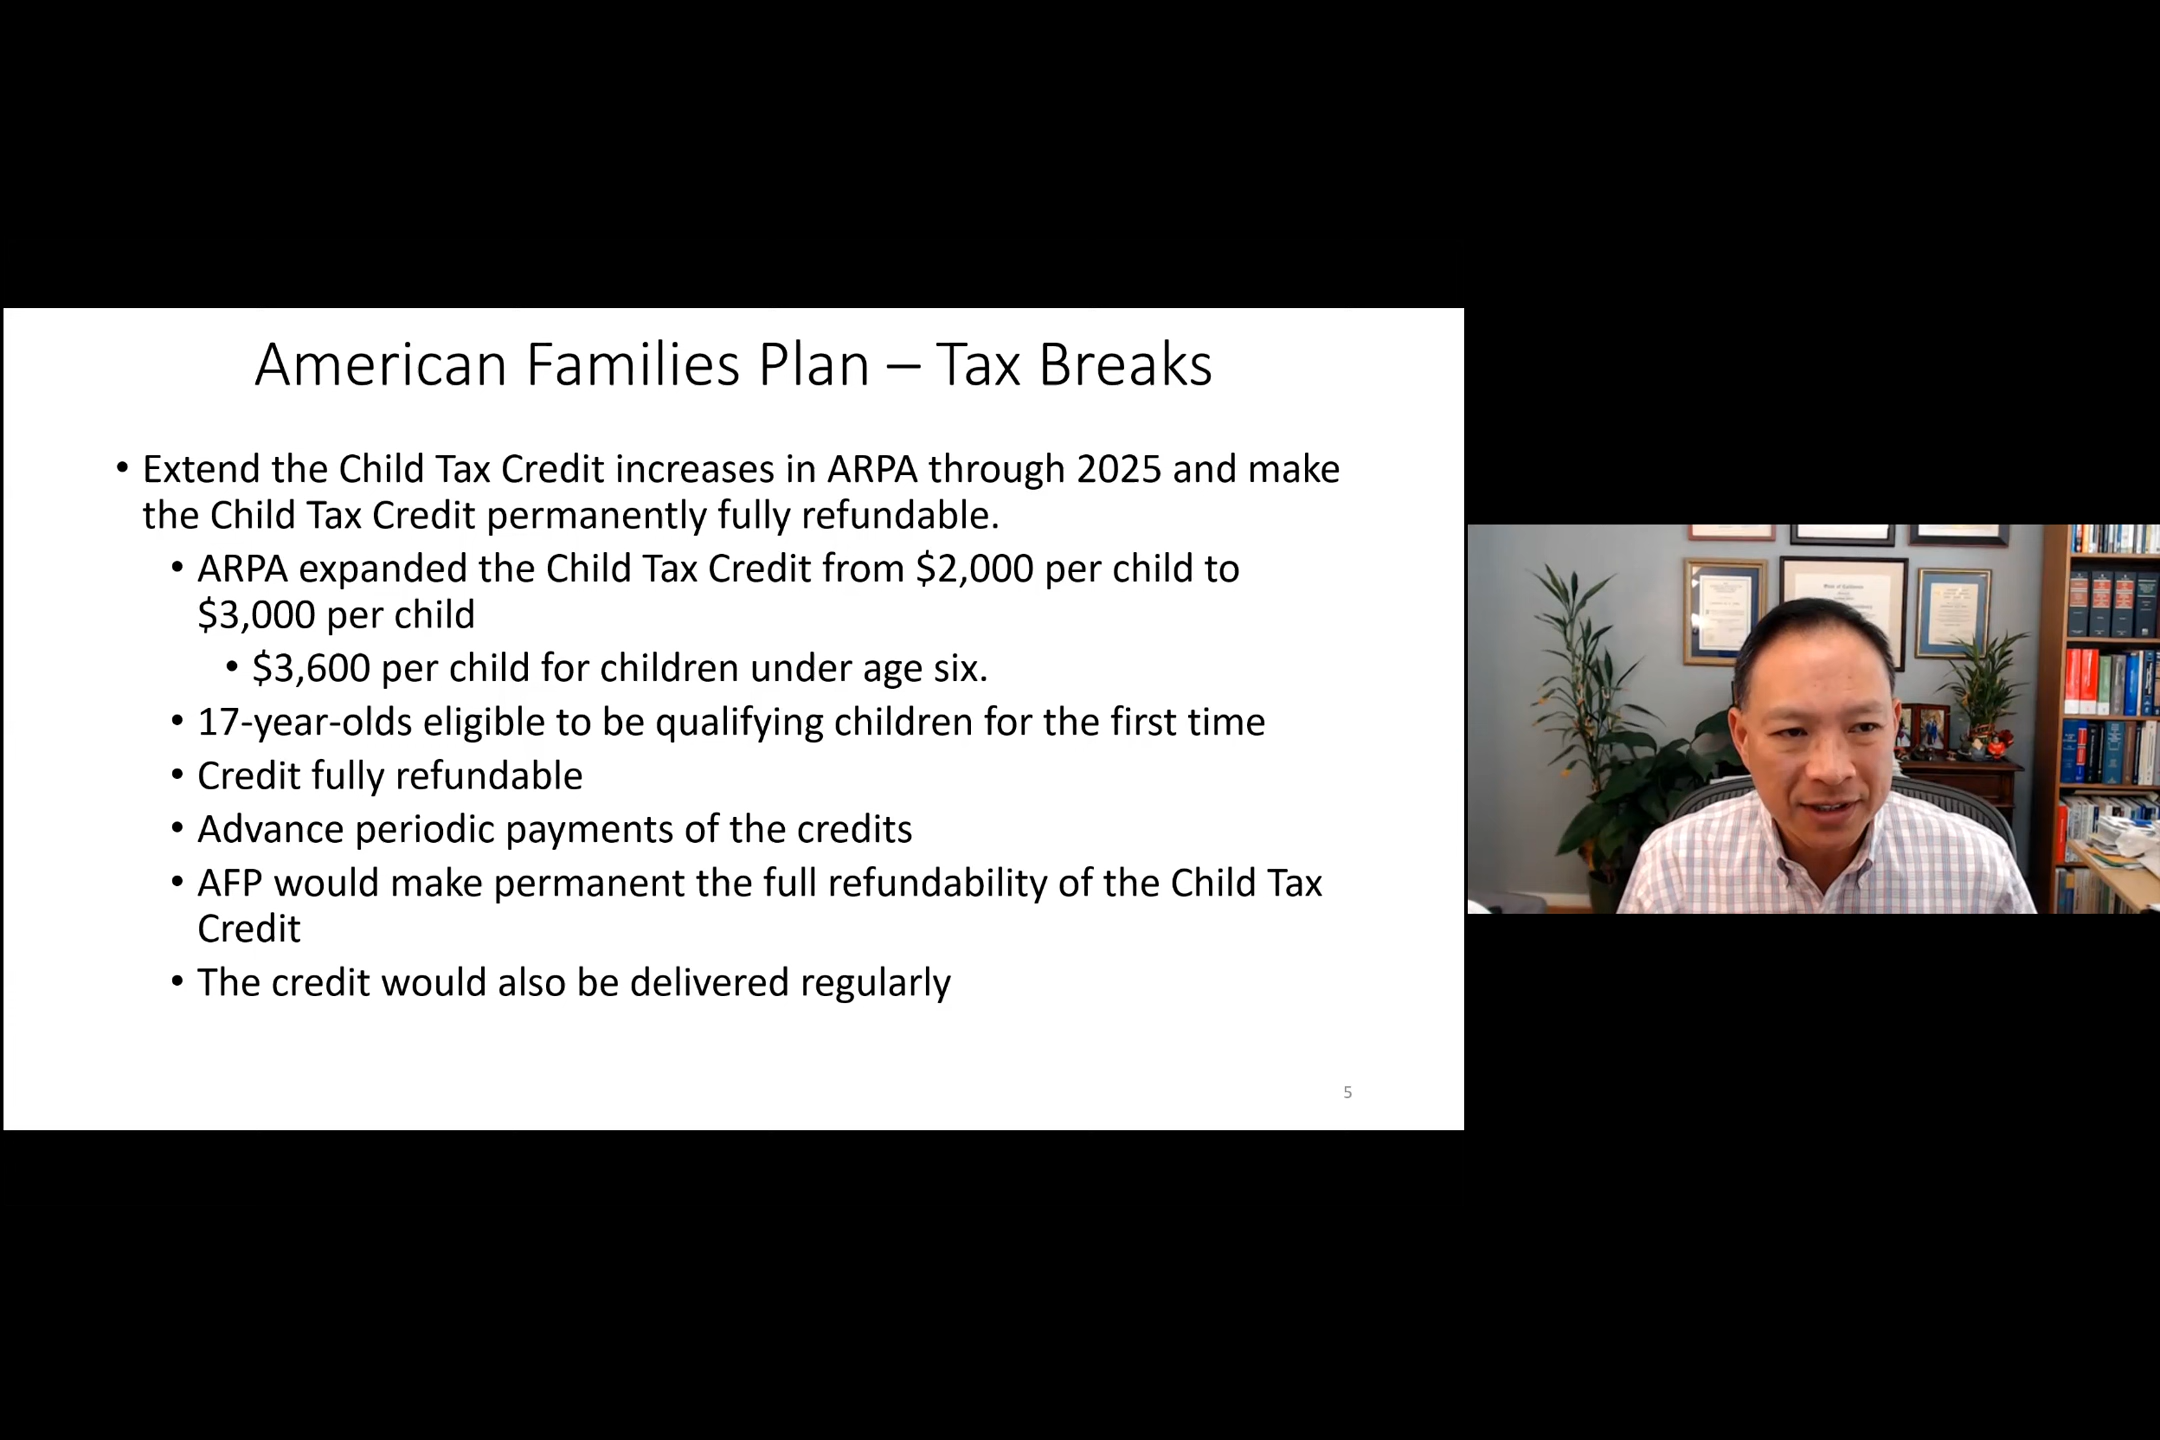 American Families Plan – Tax Breaks
• Extend the Child Tax Credit increases in ARPA through 2025 and make
the Child Tax Credit permanently fully refundable.
• ARPA expanded the Child Tax Credit from $2,000 per child to
$3,000 per child
• $3,600 per child for children under age six.
• 17-year-olds eligible to be qualifying children for the first time
• Credit fully refundable
• Advance periodic payments of the credits
• AFP would make permanent the full refundability of the Child Tax
Credit
• The credit would also be delivered regularly
5